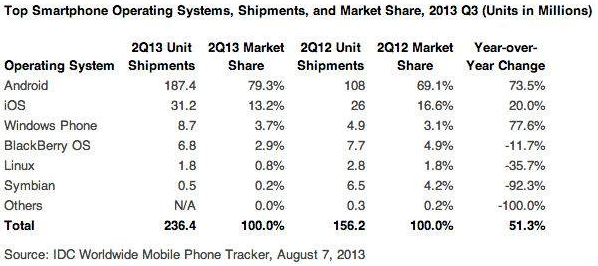 Top Smartphone Operating Systems, Shipments, and Market Share, 2013 Q3 (Units in Millions)
2Q13 Unit 2Q13 Market 2Q12 Unit 2Q12 Market Year-over-
Operating System Shipments Share Shipments Share Year Change
Android 187.4 79.3% 108 69.1% 73.5%
iOS 31.2 13.2% 26 16.6% 20.0%
Windows Phone 8.7 3.7% 4.9 3.1% 77.6%
BlackBerry OS 6.8 2.9% 7.7 4.9% -11.7%
Linux 1.8 0.8% 2.8 1.8% -35.7%
Symbian 0.5 0.2% 6.5 4.2% -92.3%
Others N/A 0.0% 0.3 0.2% -100.0%
Total 236.4 100.0% 156.2 100.0% 51.3%
Source: IDC Worldwide Mobile Phone Tracker, August 7, 2013